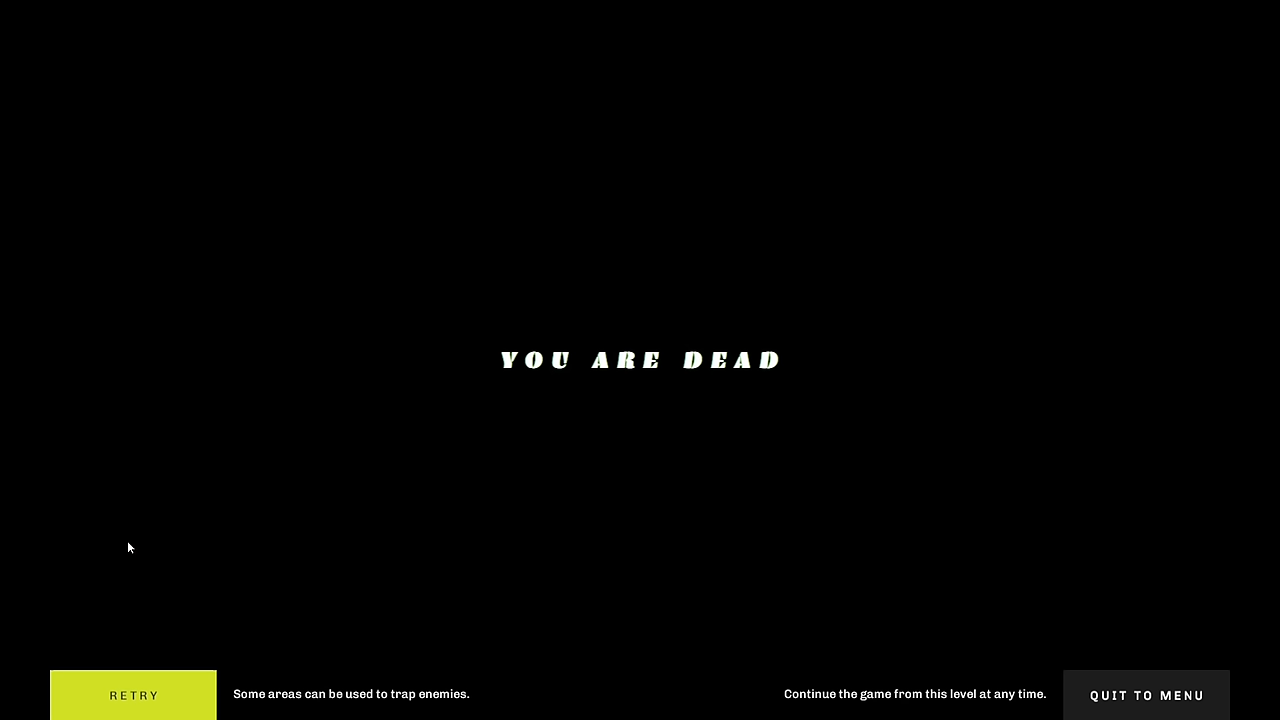 YOU ARE DEAD
RETRY
Some areas can be used to trap enemies.
Continue the game from this level at any time.
QUIT TO MENU